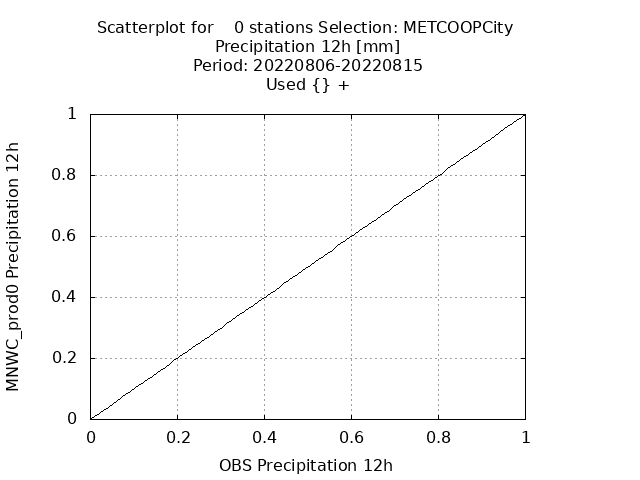 Scatterplot for    0 stations Selection: METCOOPCity
Precipitation 12h [mm]
Period: 20220806-20220815
Used {} +
1
0.8
0.6
0.4
0.2
0
MNWC_prod0 Precipitation 12h
0 0.2 0.4 0.6 0.8 1
OBS Precipitation 12h